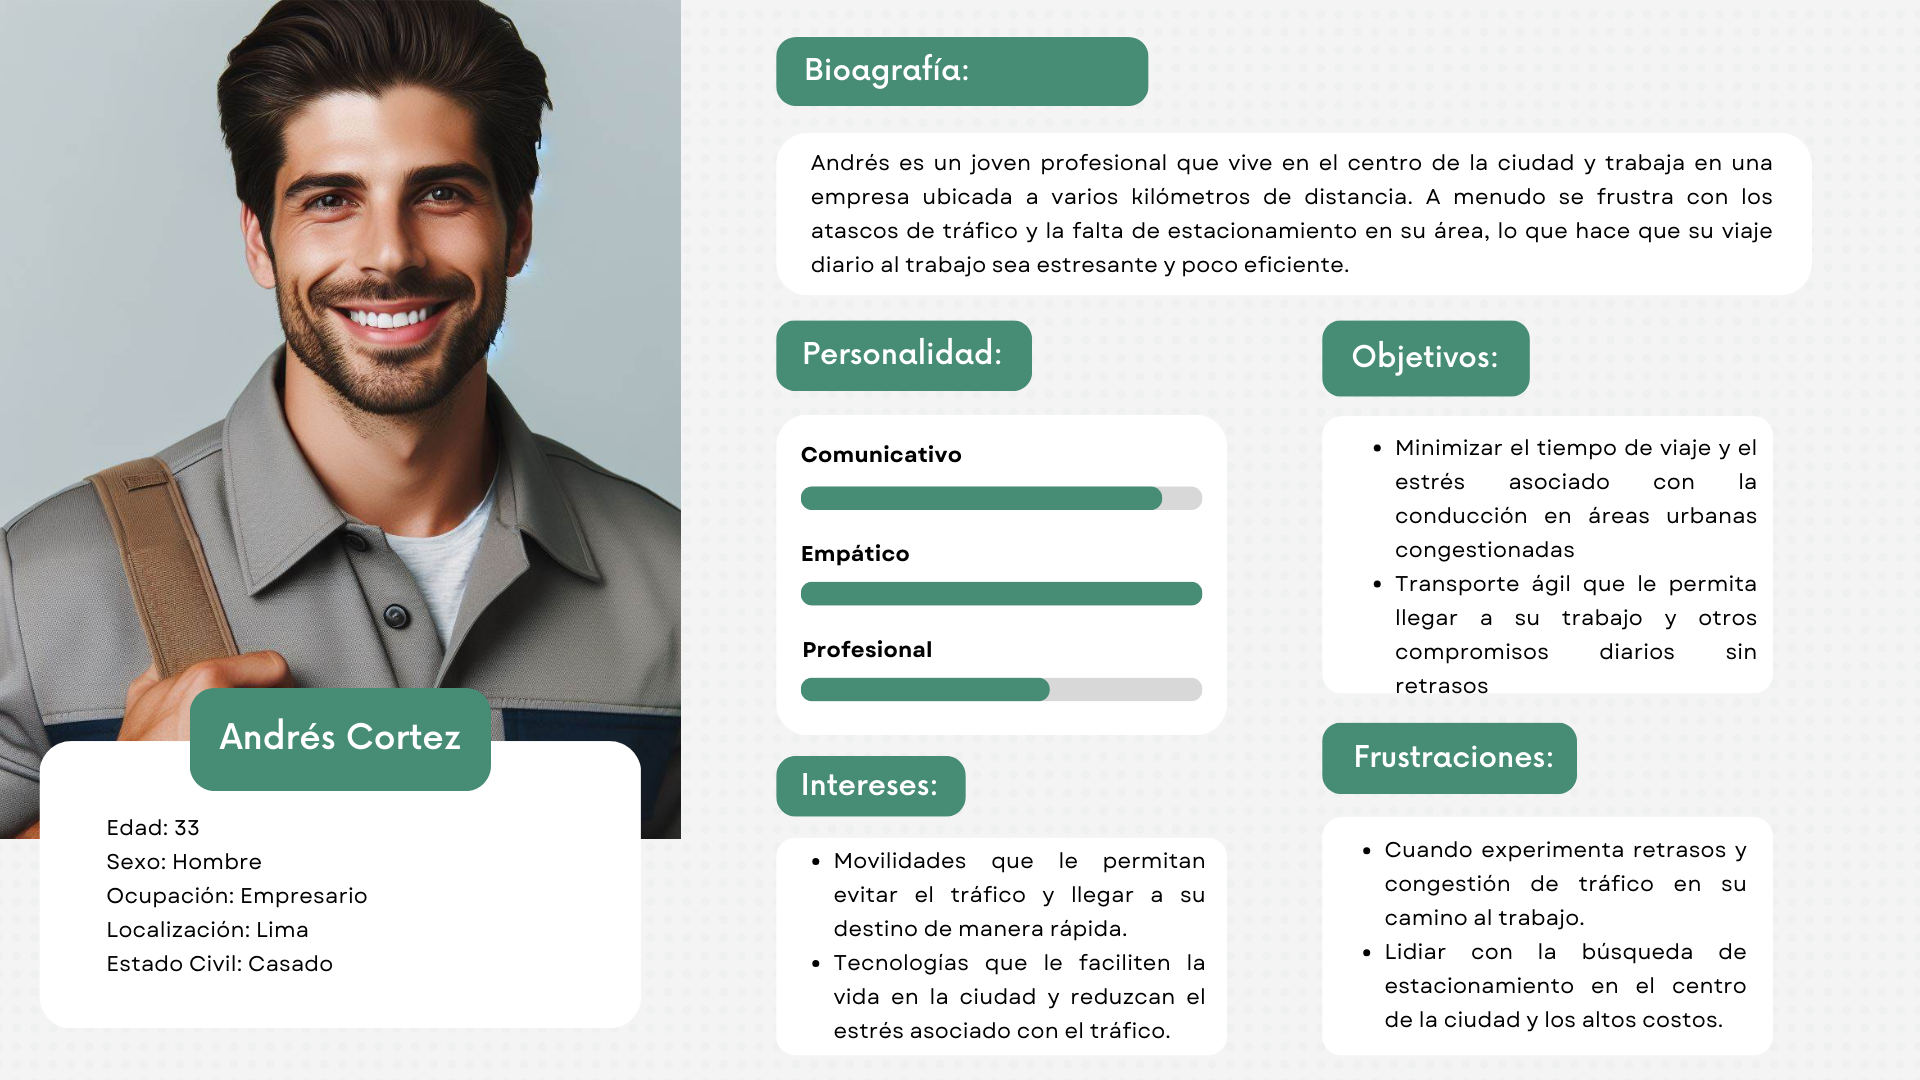 Andrés Cortez
Edad: 33
Sexo: Hombre
Ocupación: Empresario
Localización: Lima
Estado Civil: Casado
Bioagrafía:
Andrés es un joven profesional que vive en el centro de la ciudad y trabaja en una
empresa ubicada a varios kilómetros de distancia. A menudo se frustra con los
atascos de tráfico y la falta de estacionamiento en su área, lo que hace que su viaje
diario al trabajo sea estresante y poco eficiente.
Personalidad:
Comunicativo
Empático
Profesional
Intereses:
• Movilidades que le permitan
evitar el tráfico y llegar a su
destino de manera rápida.
• Tecnologías que le faciliten la
vida en la ciudad y reduzcan el
estrés asociado con el tráfico.
Objetivos:
• Minimizar el tiempo de viaje y el
estrés asociado con la
conducción en áreas urbanas
congestionadas
• Transporte ágil que le permita
llegar a su trabajo y otros
compromisos diarios sin
retrasos
Frustraciones:
• Cuando experimenta retrasos y
congestión de tráfico en su
camino al trabajo.
• Lidiar con la búsqueda de
estacionamiento en el centro
de la ciudad y los altos costos.